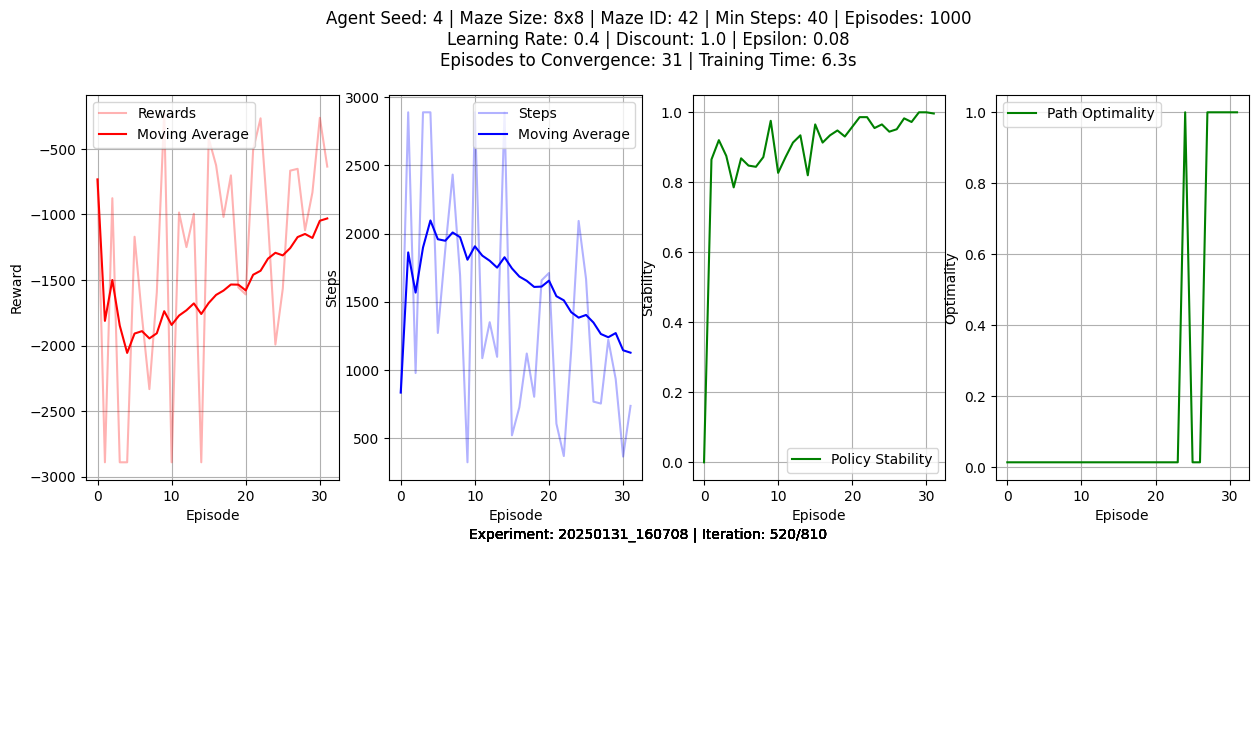 Agent Seed: 4 | Maze Size: 8x8 | Maze ID: 42 | Min Steps: 40 | Episodes: 1000
Learning Rate: 0.4 | Discount: 1.0 | Epsilon: 0.08
Episodes to Convergence: 31 | Training Time: 6.3s
Rewards
Moving Average
Reward
−500
−1000
−1500
−2000
−2500
−3000
0
10
20
30
Episode
Steps
Moving Average
Steps
3000
2500
2000
1500
1000
500
0
10
20
30
Episode
Policy Stability
Stability
1.0
0.8
0.6
0.4
0.2
0.0
0
10
20
30
Episode
Path Optimality
Optimality
1.0
0.8
0.6
0.4
0.2
0.0
0
10
20
30
Episode
Experiment: 20250131_160708 | Iteration: 520/810